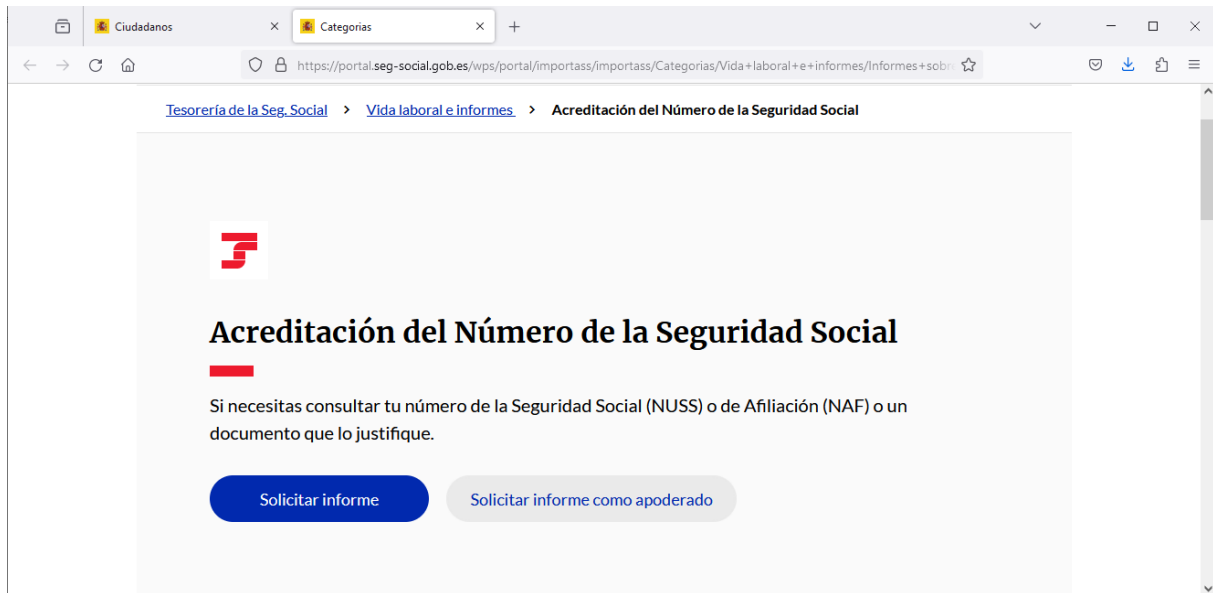 Ciudadanos
Categorias
https://portal.seg-social.gob.es/wps/portal/importass/importass/Categorias/Vida+laboral+e+informes/Informes+sobre
Tesorería de la Seg. Social > Vida laboral e informes > Acreditación del Número de la Seguridad Social
Acreditación del Número de la Seguridad Social
Si necesitas consultar tu número de la Seguridad Social (NUSS) o de Afiliación (NAF) o un
documento que lo justifique.
Solicitar informe
Solicitar informe como apoderado